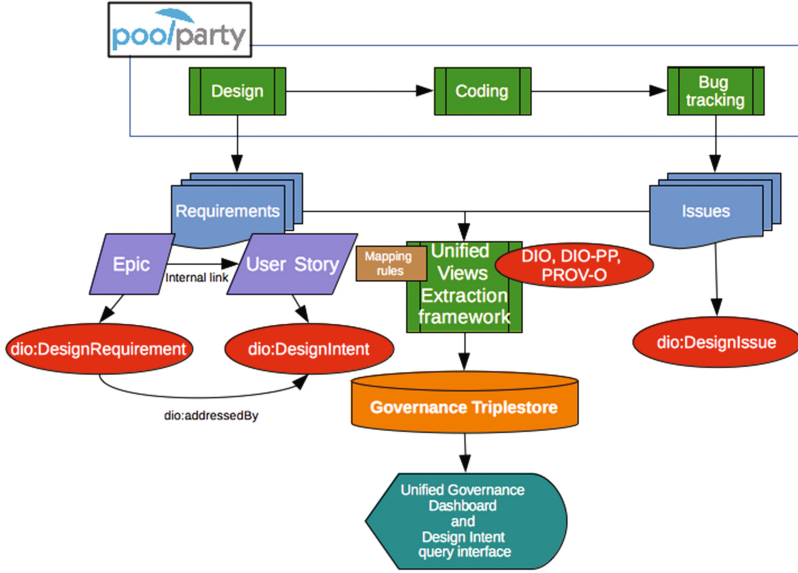 poolparty
Design
Coding
Bug
tracking
Requirements
Issues
Epic
Internal link
User Story
Mapping
rules
Unified
Views
Extraction
framework
DIO, DIO-PP,
PROV-O
dio:DesignRequirement
dio:DesignIntent
dio:DesignIssue
dio:addressedBy
Governance Triplestore
Unified Governance
Dashboard
and
Design Intent
query interface